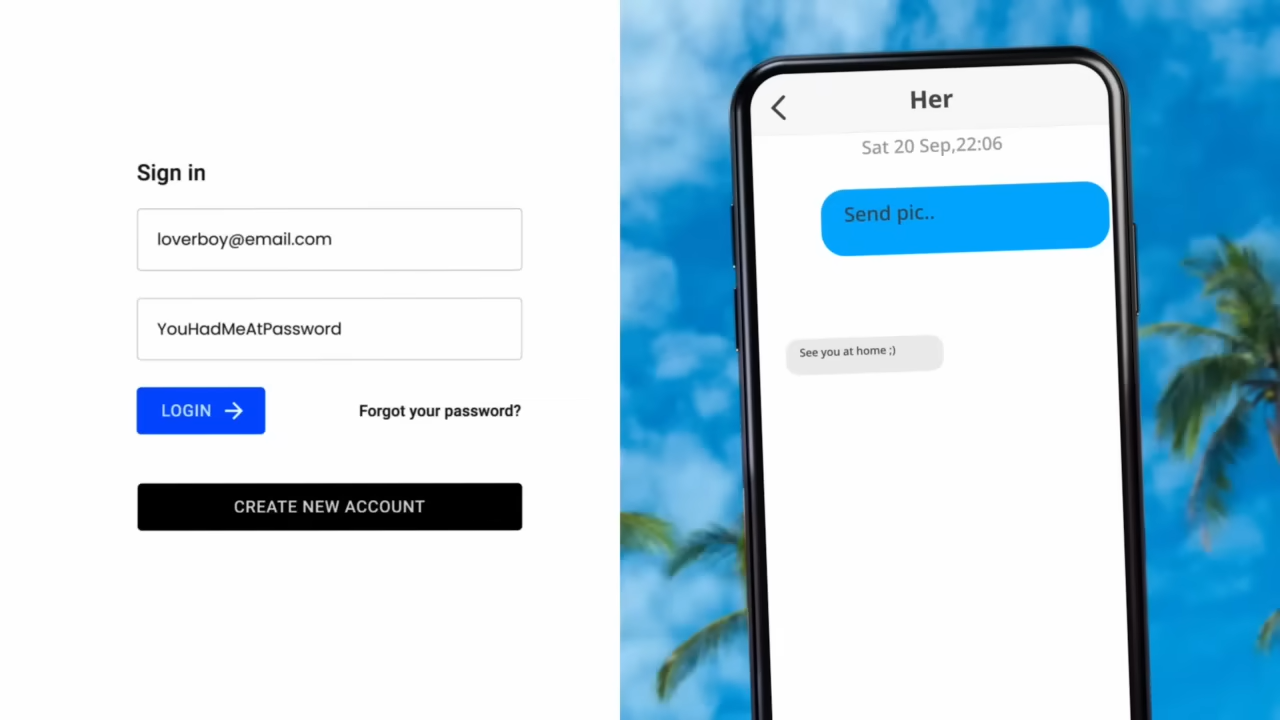 Sign in
loverboy@email.com
YouHadMeAtPassword
LOGIN
Forgot your password?
CREATE NEW ACCOUNT
Her
Sat 20 Sep,22:06
Send pic..
See you at home ;)